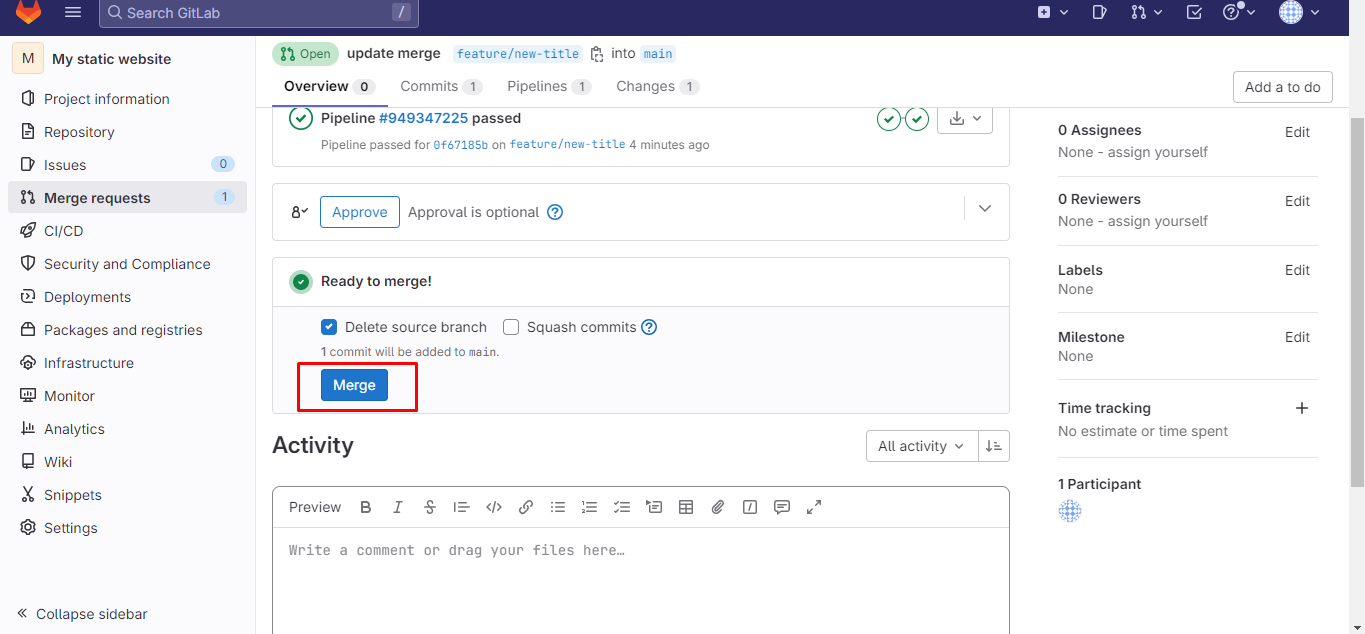 Search GitLab /
M My static website
Project information
Repository
Issues 0
Merge requests 1
CI/CD
Security and Compliance
Deployments
Packages and registries
Infrastructure
Monitor
Analytics
Wiki
Snippets
Settings
Collapse sidebar
Open update merge feature/new-title into main
Overview 0 Commits 1 Pipelines 1 Changes 1
Add a to do
Pipeline #949347225 passed
Pipeline passed for 0f67185b on feature/new-title 4 minutes ago
Approve Approval is optional
Ready to merge!
Delete source branch Squash commits
1 commit will be added to main.
Merge
Activity
All activity
Preview
Write a comment or drag your files here…
0 Assignees Edit
None - assign yourself
0 Reviewers Edit
None - assign yourself
Labels Edit
None
Milestone Edit
None
Time tracking
No estimate or time spent
1 Participant